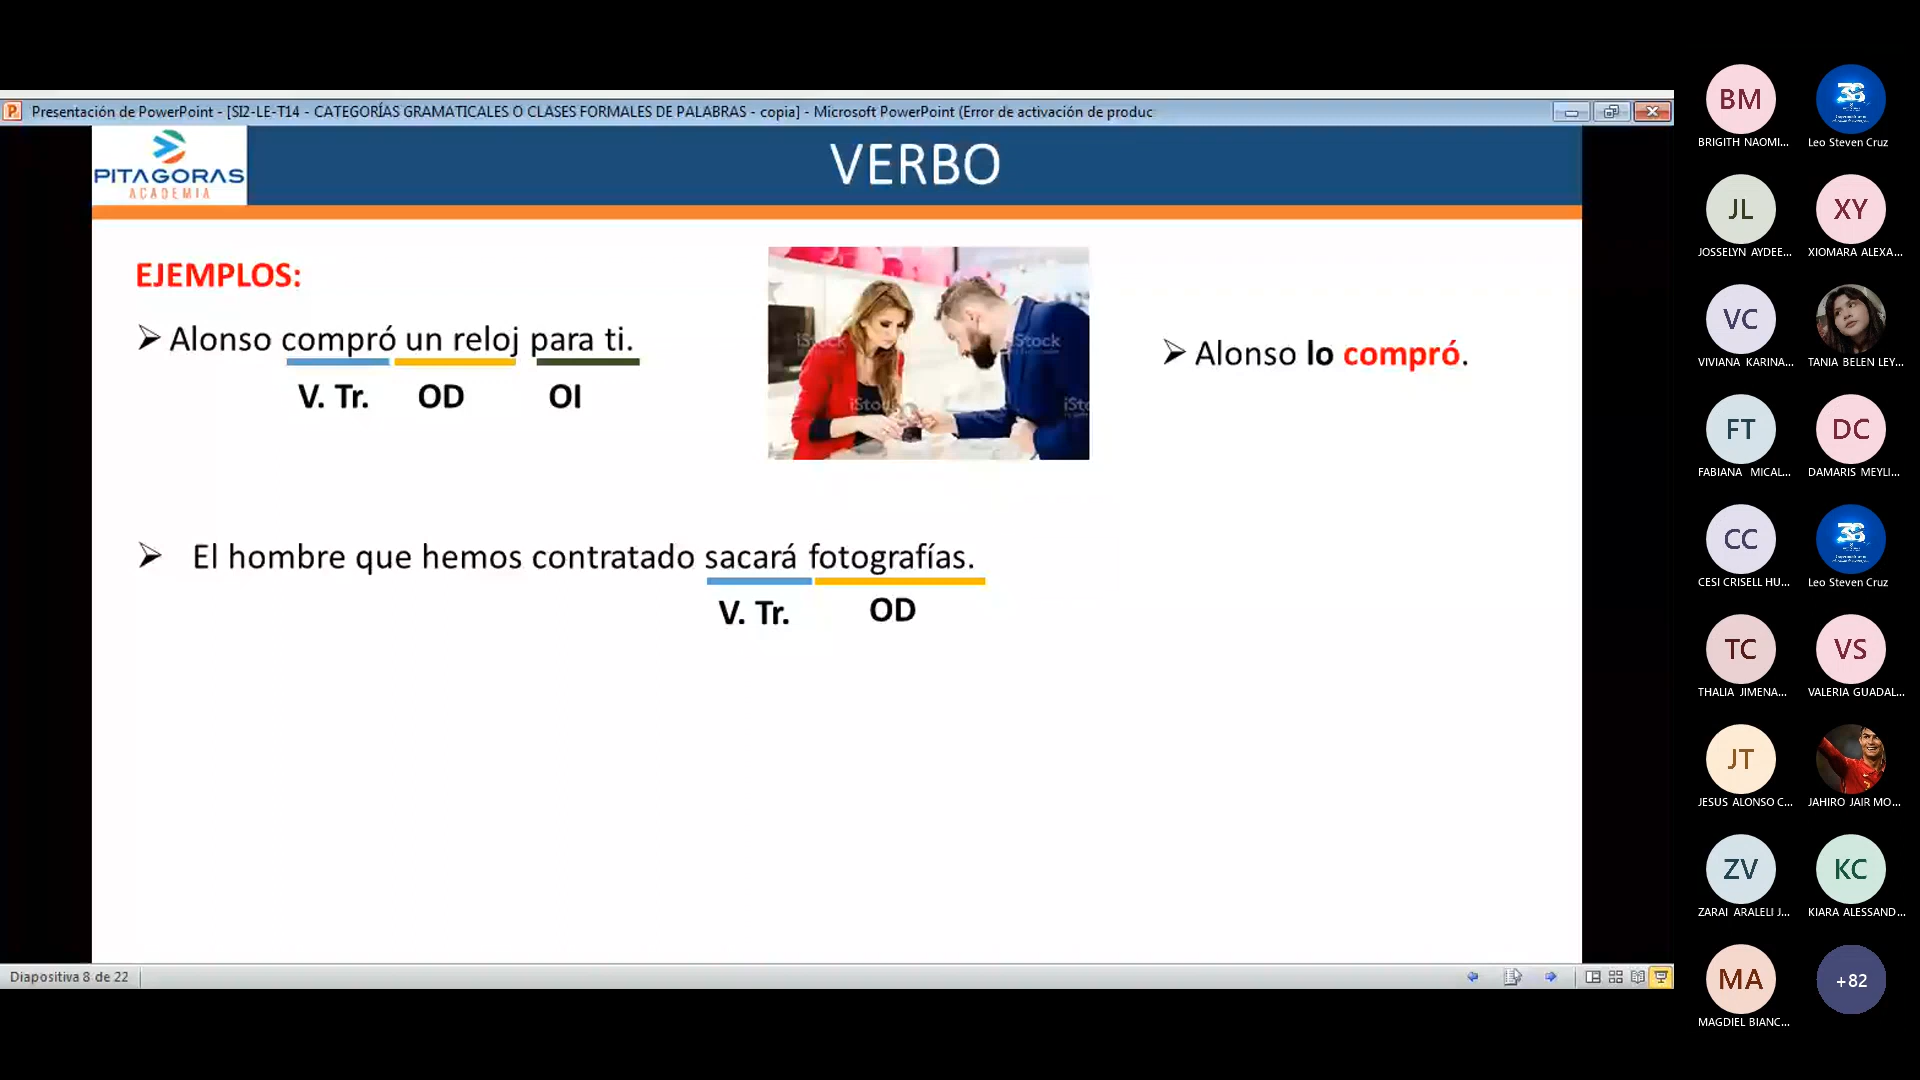 Presentación de PowerPoint - [SI2-LE-T14 - CATEGORÍAS GRAMATICALES O CLASES FORMALES DE PALABRAS - copia] - Microsoft PowerPoint (Error de activación de produc
PITAGORAS
ACADEMIA
VERBO
EJEMPLOS:
Alonso compró un reloj para ti.
V. Tr. OD OI
iStock
iStock
iStock
iSto
Alonso lo compró.
El hombre que hemos contratado sacará fotografías.
V. Tr. OD
Diapositiva 8 de 22
BM
BRIGITH NAOMI...
Leo Steven Cruz
JL
JOSSELYN AYDEE...
XY
XIOMARA ALEXA...
VC
VIVIANA KARINA...
TANIA BELEN LEY...
FT
FABIANA MICAL...
DC
DAMARIS MEYLI...
CC
CESI CRISELL HU...
Leo Steven Cruz
TC
THALIA JIMENA...
VS
VALERIA GUADAL...
JT
JESUS ALONSO C...
JAHIRO JAIR MO...
ZV
ZARAI ARALELI J...
KC
KIARA ALESSAND...
MA
MAGDIEL BIANC...
+82